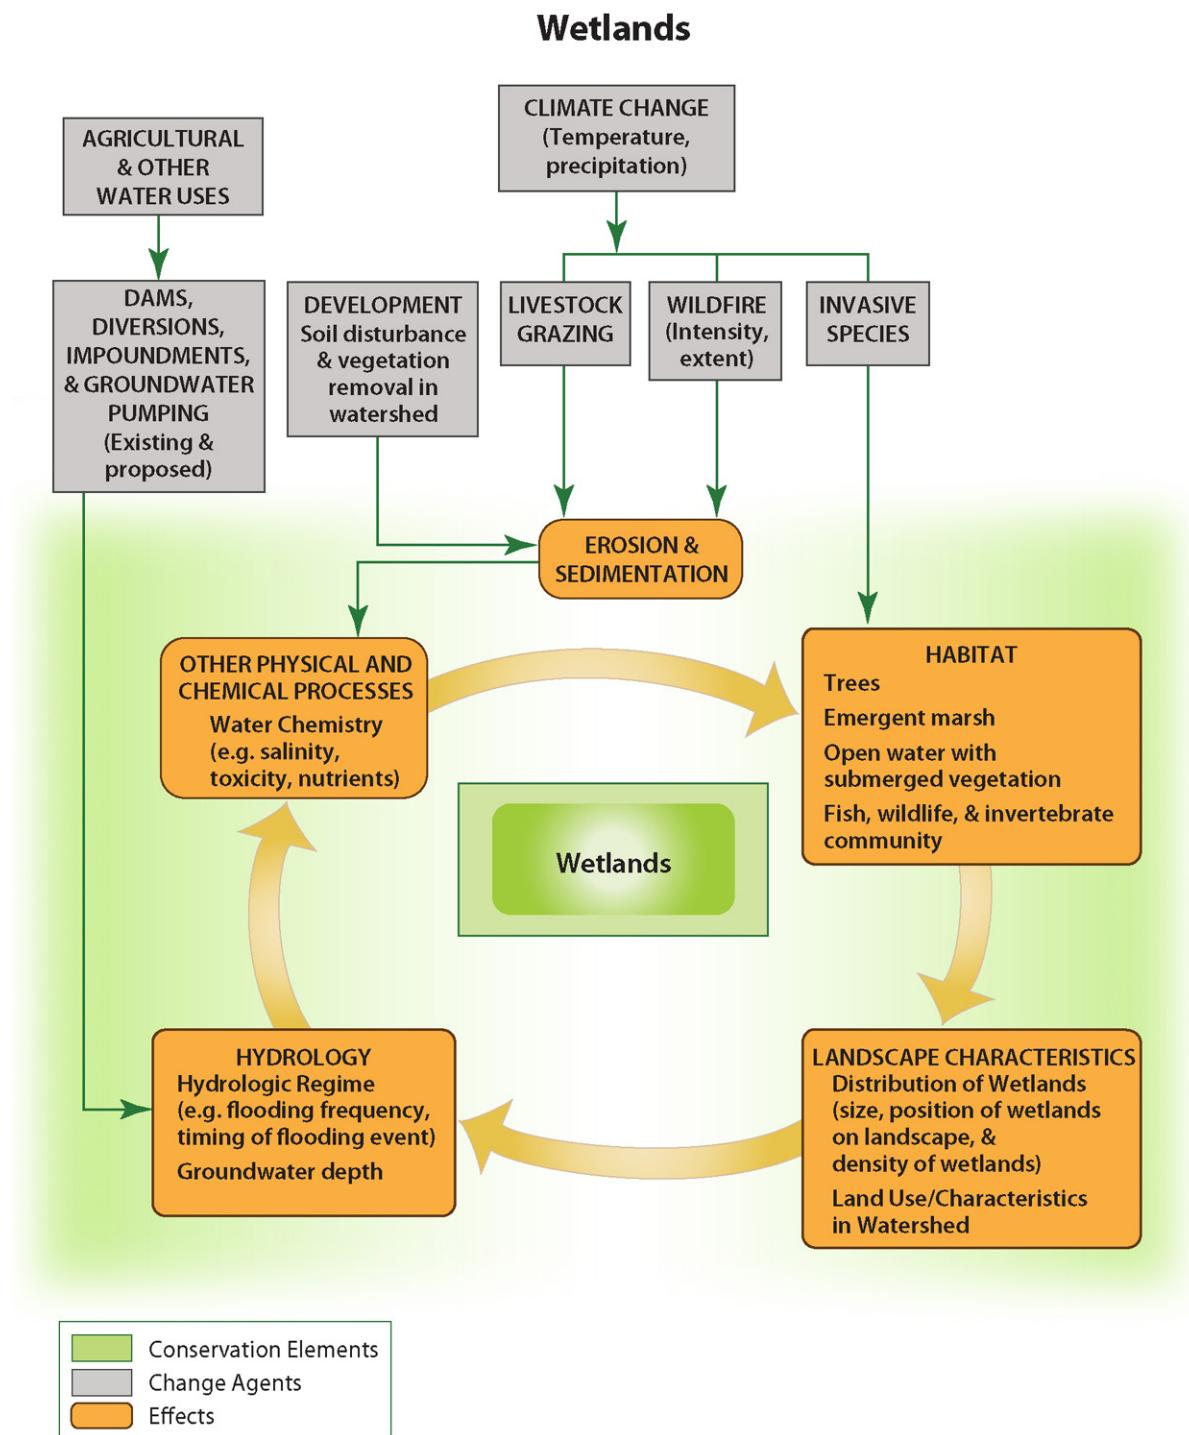 Wetlands
AGRICULTURAL
& OTHER
WATER USES
CLIMATE CHANGE
(Temperature,
precipitation)
DAMS,
DIVERSIONS,
IMPOUNDMENTS,
& GROUNDWATER
PUMPING
(Existing &
proposed)
DEVELOPMENT
Soil disturbance
& vegetation
removal in
watershed
LIVESTOCK
GRAZING
WILDFIRE
(Intensity,
extent)
INVASIVE
SPECIES
EROSION &
SEDIMENTATION
OTHER PHYSICAL AND
CHEMICAL PROCESSES
Water Chemistry
(e.g. salinity,
toxicity, nutrients)
HABITAT
Trees
Emergent marsh
Open water with
submerged vegetation
Fish, wildlife, & invertebrate
community
Wetlands
HYDROLOGY
Hydrologic Regime
(e.g. flooding frequency,
timing of flooding event)
Groundwater depth
LANDSCAPE CHARACTERISTICS
Distribution of Wetlands
(size, position of wetlands
on landscape, &
density of wetlands)
Land Use/Characteristics
in Watershed
Conservation Elements
Change Agents
Effects